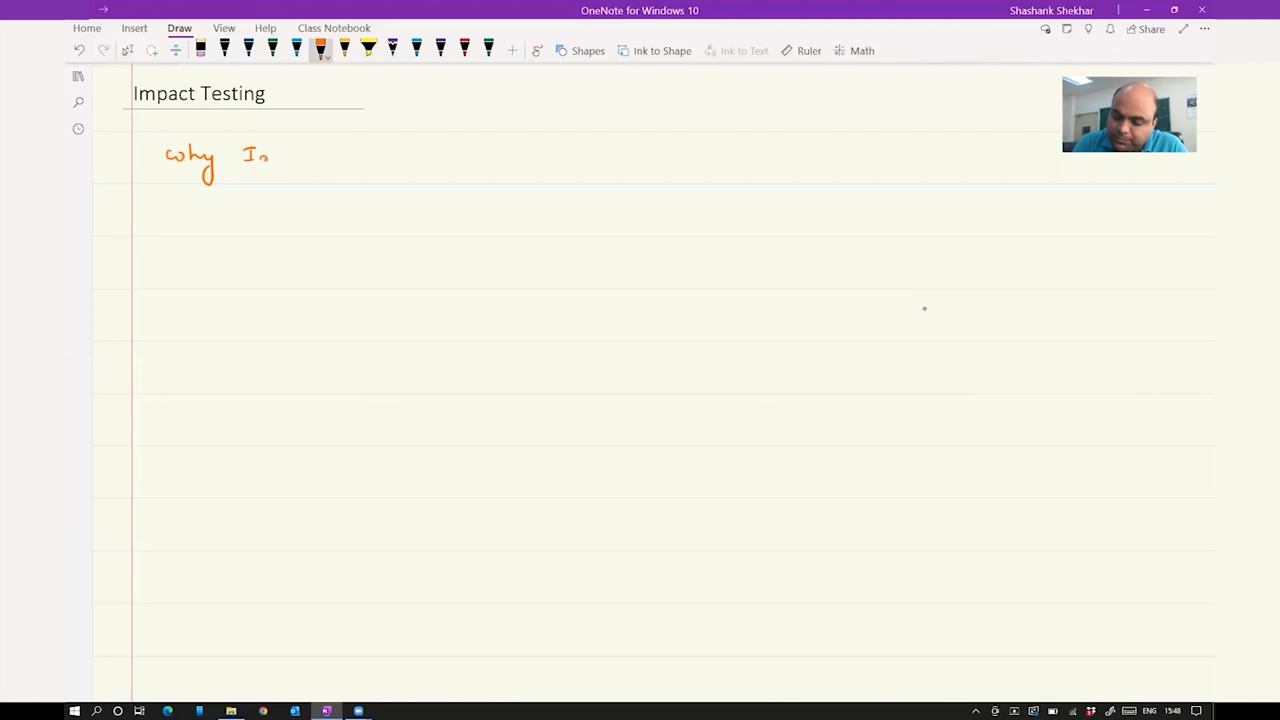 OneNote for Windows 10
Shashank Shekhar
Home Insert Draw View Help Class Notebook
Share
Shapes Ink to Shape Ink to Text Ruler Math
Impact Testing
Why
ENG 15:48